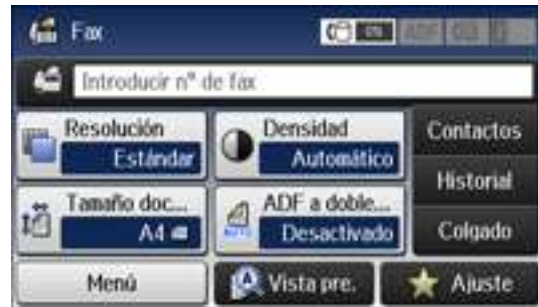 Fax
ADF
Introducir nº de fax
Resolución
Estándar
Densidad
Automático
Contactos
Historial
Tamaño doc...
A4
ADF a doble...
Desactivado
Colgado
Menú
Vista pre.
Ajuste